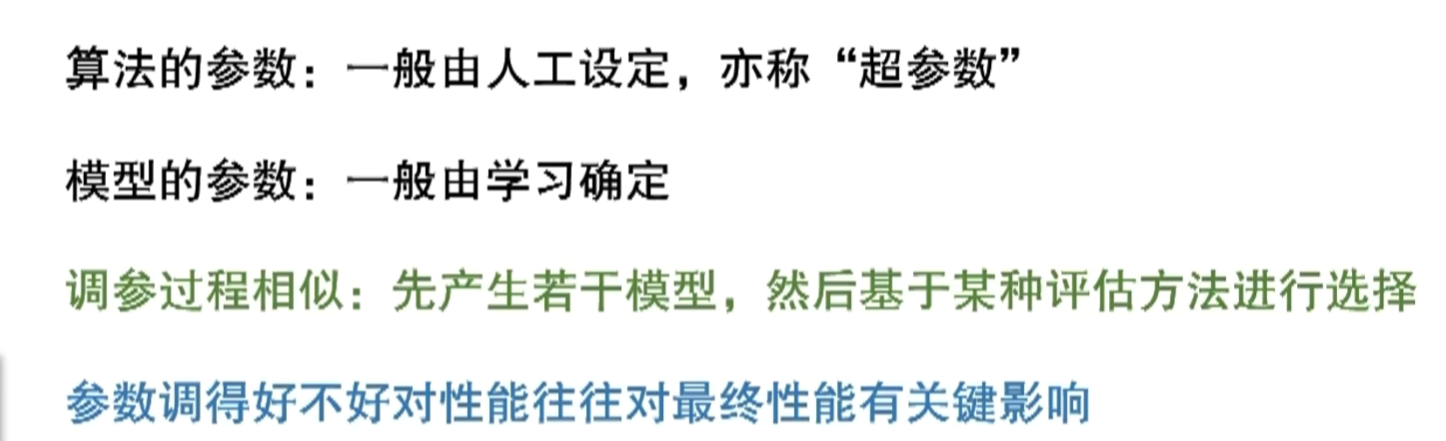 算法的参数：一般由人工设定，亦称“超参数”
模型的参数：一般由学习确定
调参过程相似：先产生若干模型，然后基于某种评估方法进行选择
参数调得好不好对性能往往对最终性能有关键影响